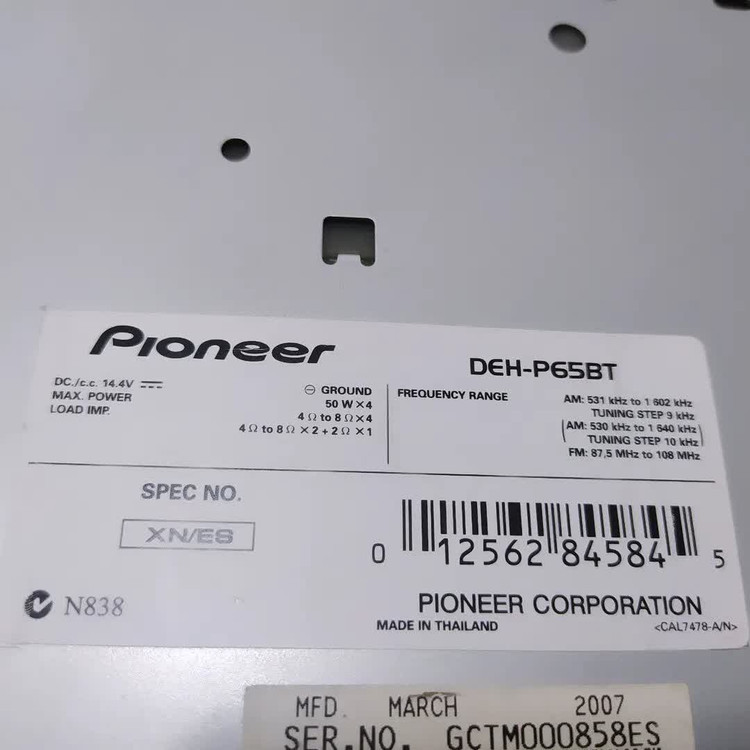 Pioneer
DEH-P65BT
DC./c.c. 14.4V ⎓
MAX. POWER
LOAD IMP.
⊖ GROUND
50 W×4
4 Ω to 8 Ω×4
4 Ω to 8 Ω ×2+2 Ω ×1
FREQUENCY RANGE
AM: 531 kHz to 1 602 kHz
TUNING STEP 9 kHz
(AM: 530 kHz to 1 640 kHz
TUNING STEP 10 kHz)
FM: 87,5 MHz to 108 MHz
SPEC NO.
XN/ES
0 12562 84584 5
N838
PIONEER CORPORATION
MADE IN THAILAND
<CAL7478-A/N>
MFD. MARCH 2007
SER.NO. GCTM000858ES